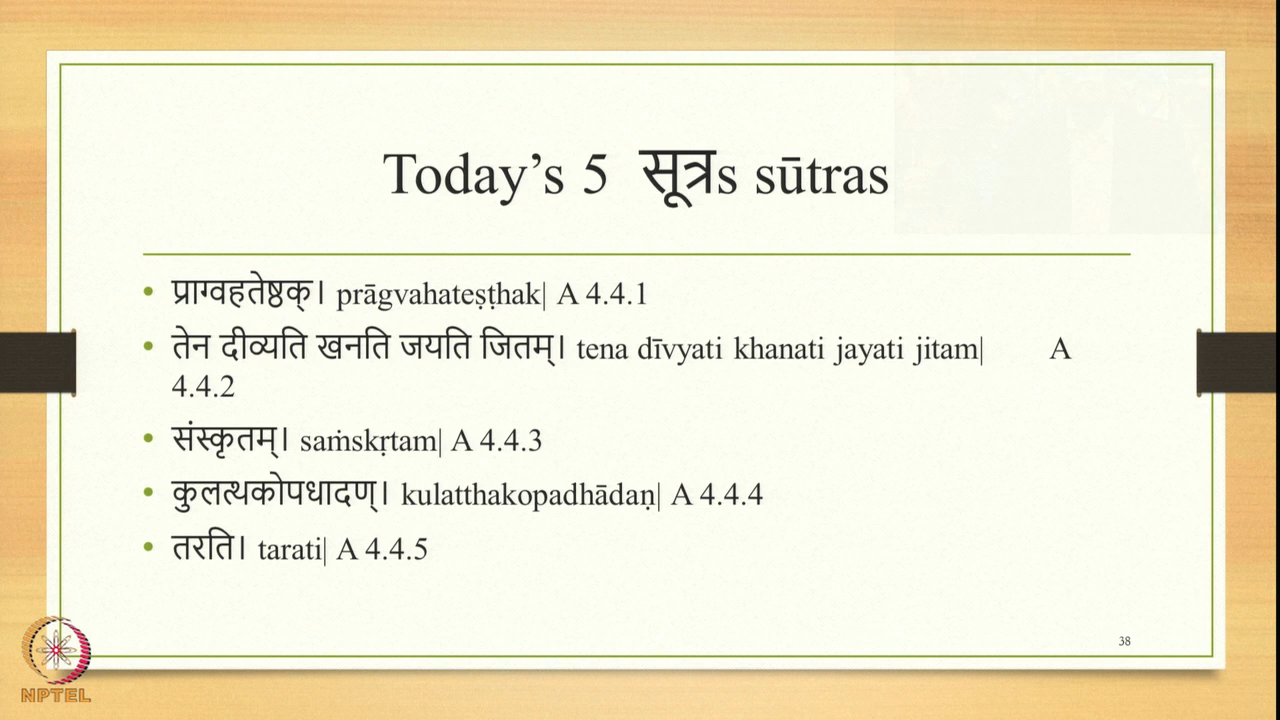 Today’s 5 सूत्रs sūtras
• प्राग्वहतेष्ठक्। prāgvahateṣṭhak| A 4.4.1
• तेन दीव्यति खनति जयति जितम्। tena dīvyati khanati jayati jitam| A
4.4.2
• संस्कृतम्। saṁskṛtam| A 4.4.3
• कुलत्थकोपधादण्। kulatthakopadhādaṇ| A 4.4.4
• तरति। tarati| A 4.4.5
38
NPTEL